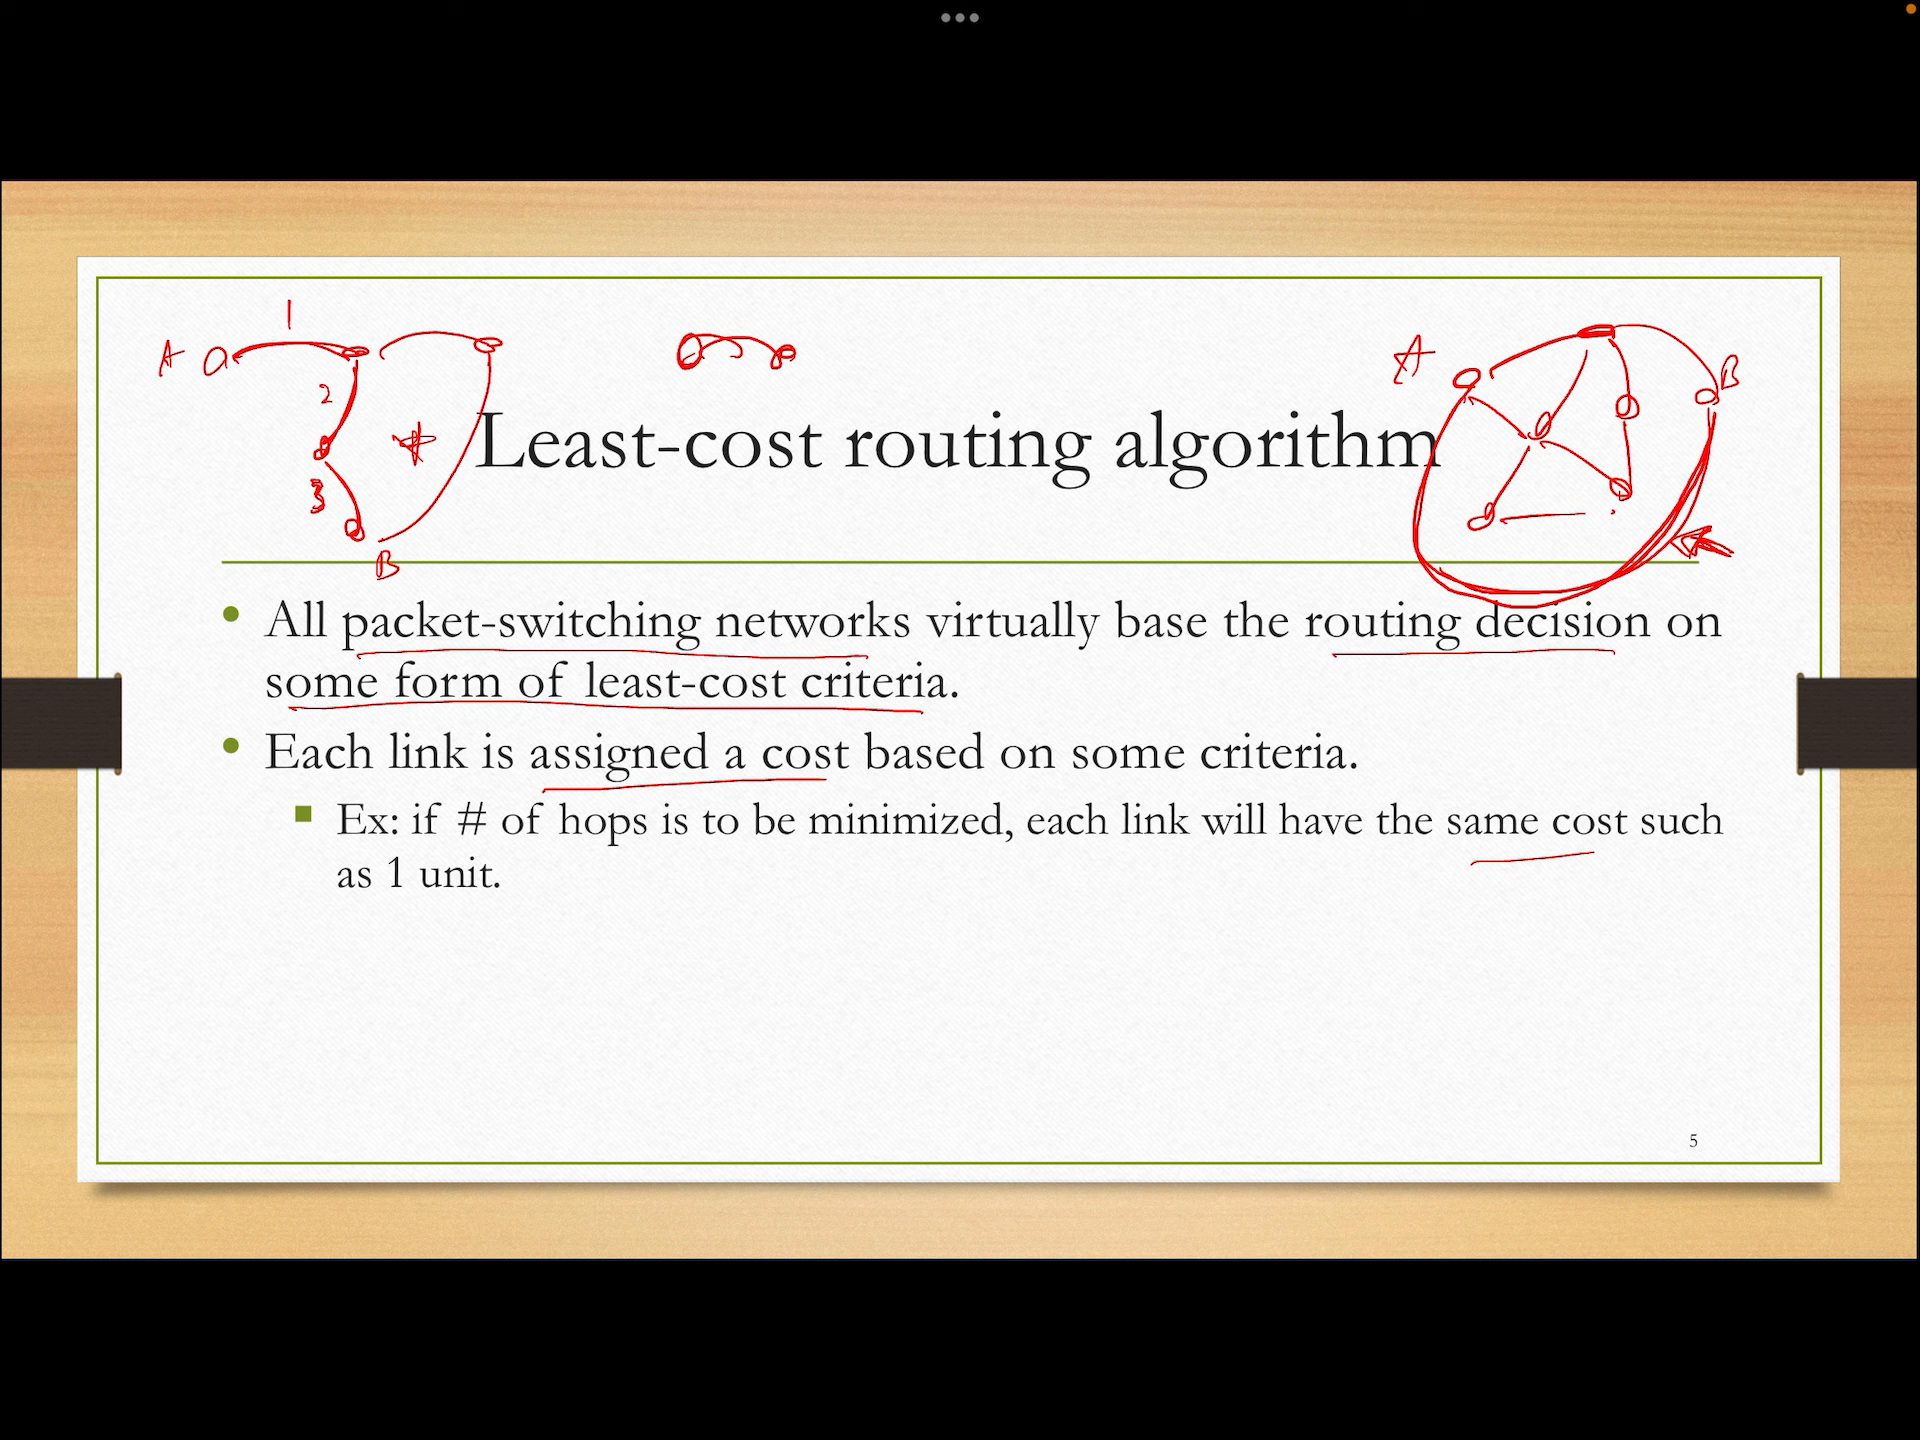 1
A
2
3
B
A
B
Least-cost routing algorithm
• All packet-switching networks virtually base the routing decision on
some form of least-cost criteria.
• Each link is assigned a cost based on some criteria.
▪ Ex: if # of hops is to be minimized, each link will have the same cost such
as 1 unit.
5